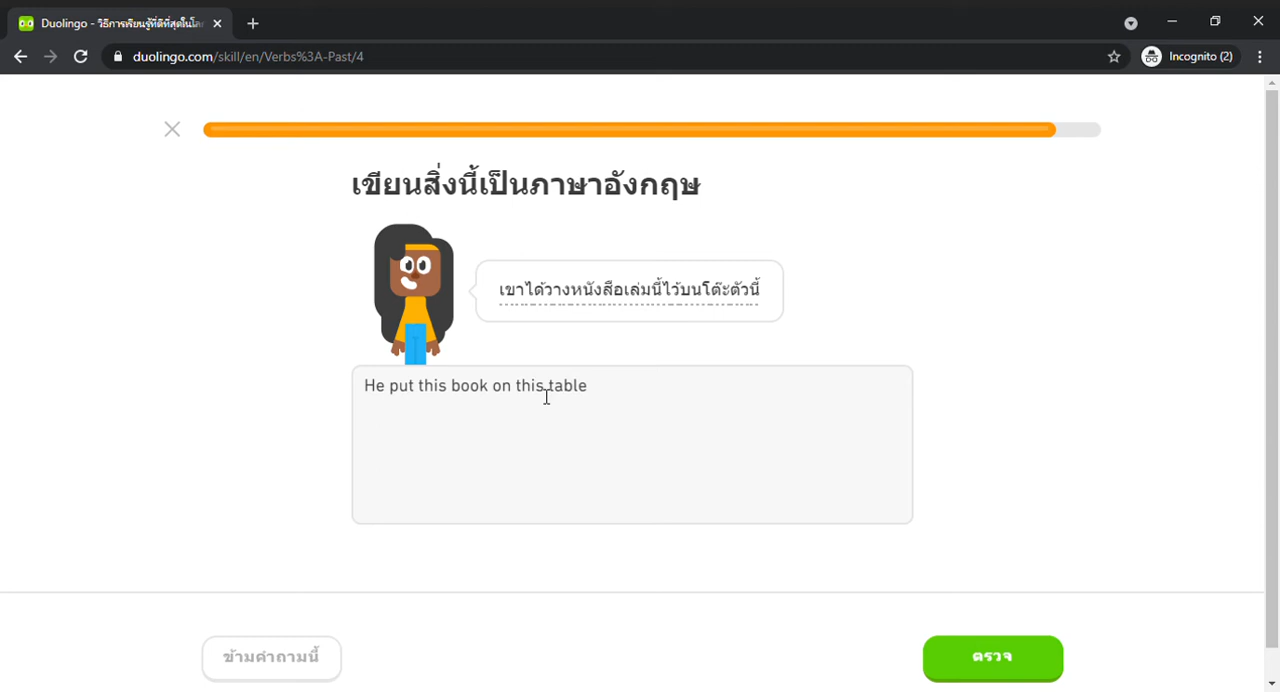 Duolingo - วิธีการเรียนรู้ที่ดีที่สุดในโล
duolingo.com/skill/en/Verbs%3A-Past/4
Incognito (2)
เขียนสิ่งนี้เป็นภาษาอังกฤษ
เขาได้วางหนังสือเล่มนี้ไว้บนโต๊ะตัวนี้
He put this book on this table
ข้ามคำถามนี้
ตรวจ